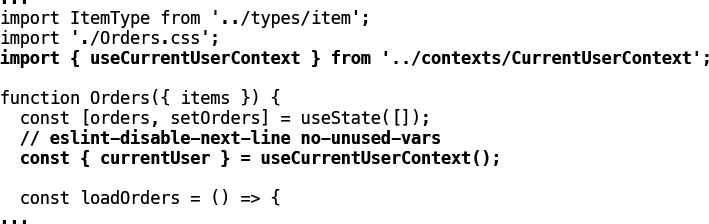 ...
import ItemType from '../types/item';
import './Orders.css';
import { useCurrentUserContext } from '../contexts/CurrentUserContext';

function Orders({ items }) {
  const [orders, setOrders] = useState([]);
  // eslint-disable-next-line no-unused-vars
  const { currentUser } = useCurrentUserContext();

  const loadOrders = () => {
...